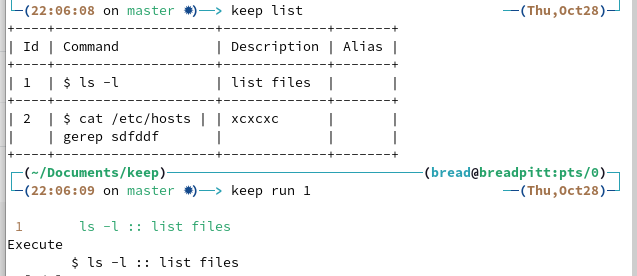 (22:06:08 on master ✹)──> keep list ──(Thu,Oct28)─┘
+----+--------------------+-------------+-------+
| Id | Command | Description | Alias |
+----+--------------------+-------------+-------+
| 1 | $ ls -l | list files | |
+----+--------------------+-------------+-------+
| 2 | $ cat /etc/hosts | | xcxcxc | |
| | gerep sdfddf | | |
+----+--------------------+-------------+-------+
┌─(~/Documents/keep)────(bread@breadpitt:pts/0)─┐
└─(22:06:09 on master ✹)──> keep run 1 ──(Thu,Oct28)─┘
1 ls -l :: list files
Execute
$ ls -l :: list files